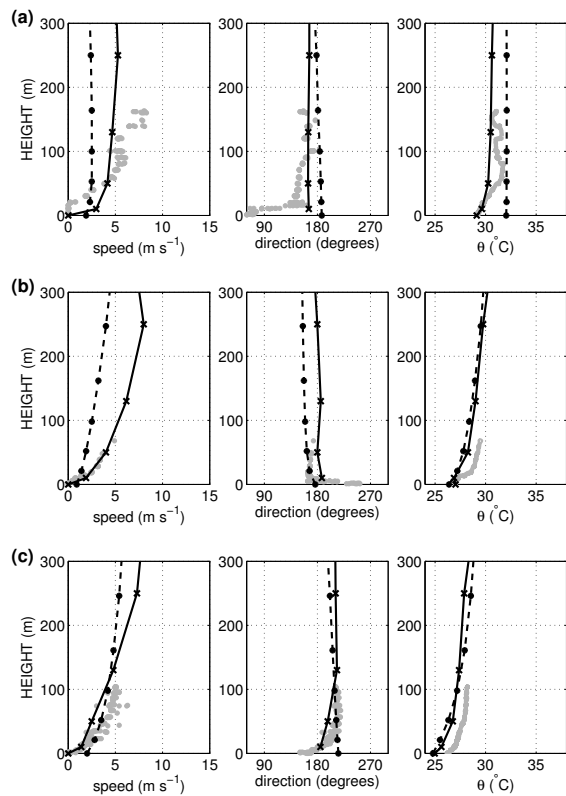 (a)
300
200
100
0
HEIGHT (m)
0 5 10 15
speed (m s⁻¹)
90 180 270
direction (degrees)
25 30 35
θ (°C)
(b)
300
200
100
0
HEIGHT (m)
0 5 10 15
speed (m s⁻¹)
90 180 270
direction (degrees)
25 30 35
θ (°C)
(c)
300
200
100
0
HEIGHT (m)
0 5 10 15
speed (m s⁻¹)
90 180 270
direction (degrees)
25 30 35
θ (°C)